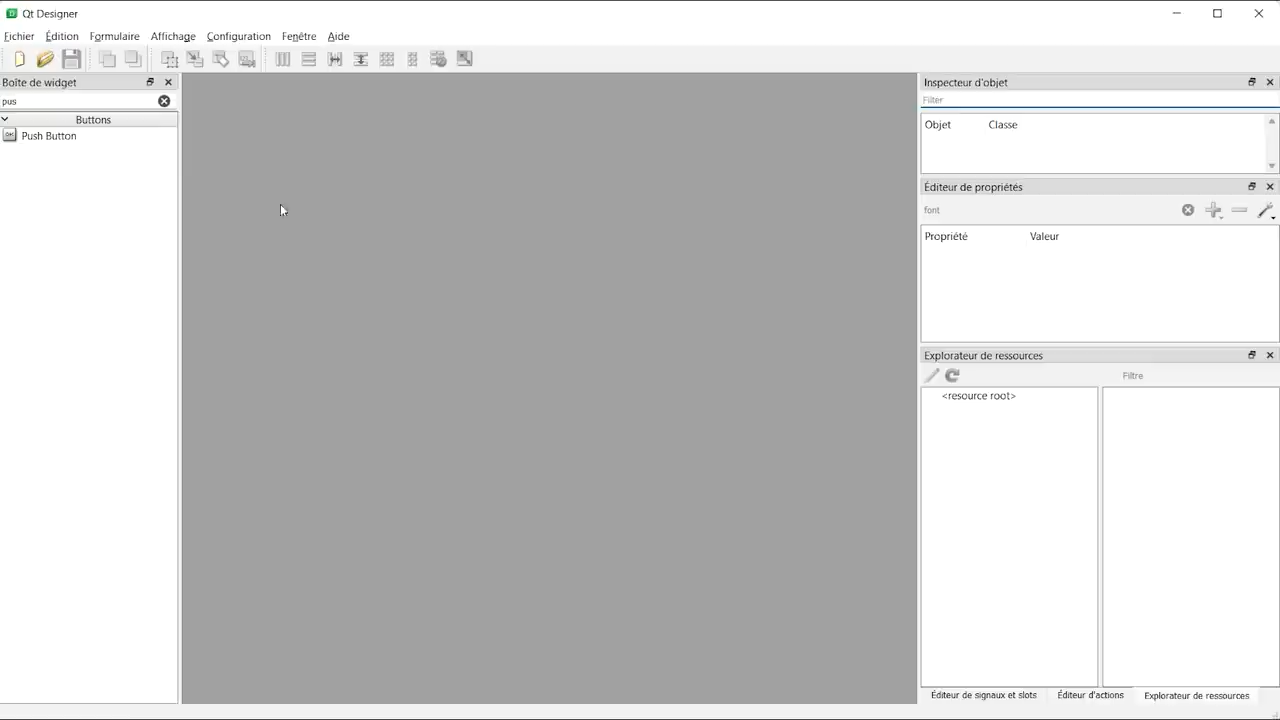 Qt Designer
Fichier Édition Formulaire Affichage Configuration Fenêtre Aide
Boîte de widget
pus
Buttons
Push Button
Inspecteur d'objet
Filter
Objet Classe
Éditeur de propriétés
font
Propriété Valeur
Explorateur de ressources
Filtre
<resource root>
Éditeur de signaux et slots Éditeur d'actions Explorateur de ressources